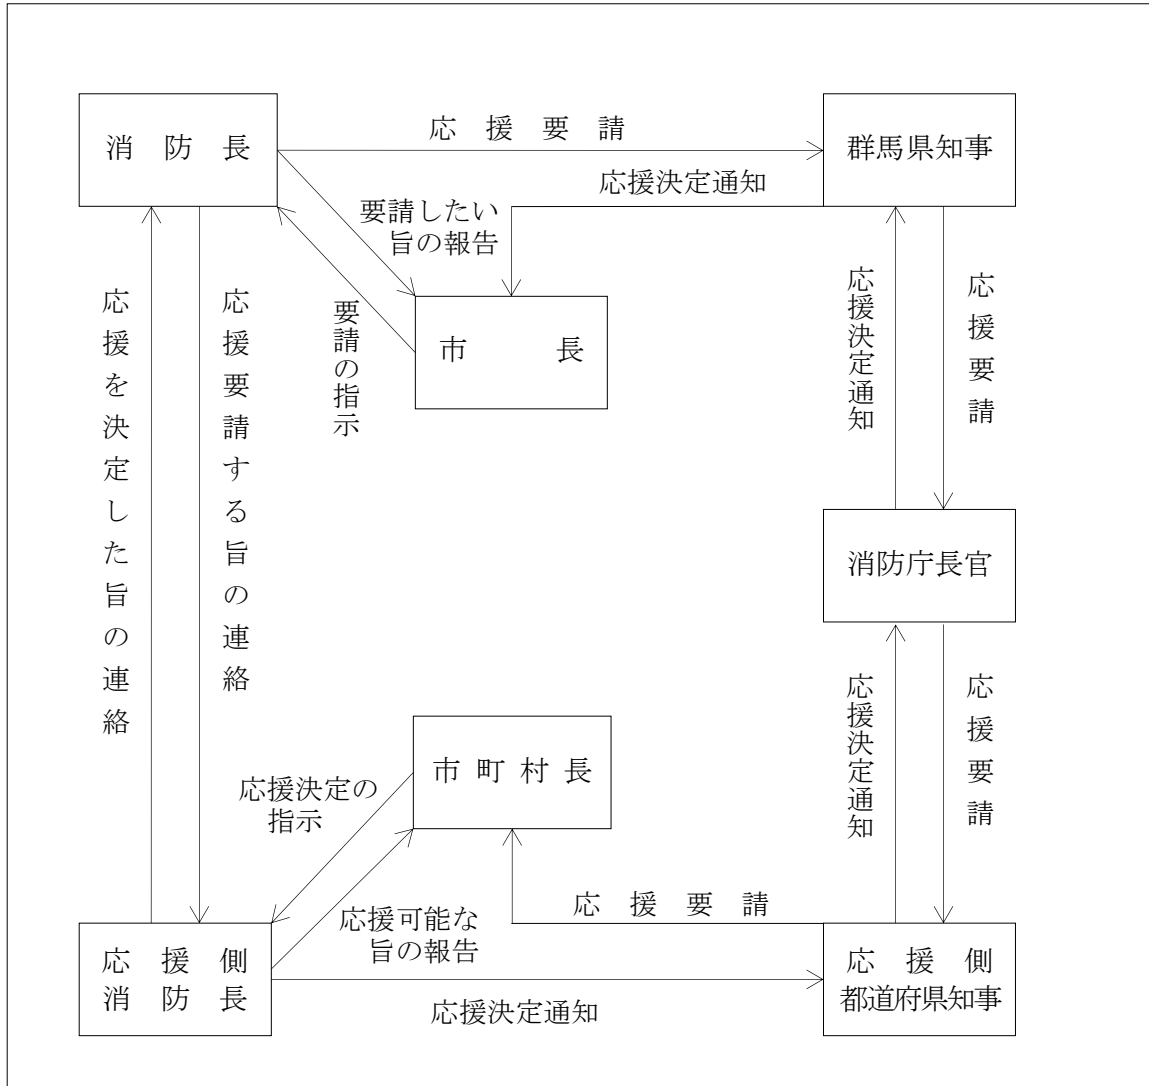 消防長
応援要請
群馬県知事
応援決定通知
要請したい
旨の報告
市長
要請の指示
応援を決定した旨の連絡
応援要請する旨の連絡
応援決定通知
応援要請
消防庁長官
応援決定通知
応援要請
市町村長
応援決定の
指示
応援可能な
旨の報告
応援要請
応援側
消防長
応援決定通知
応援側
都道府県知事